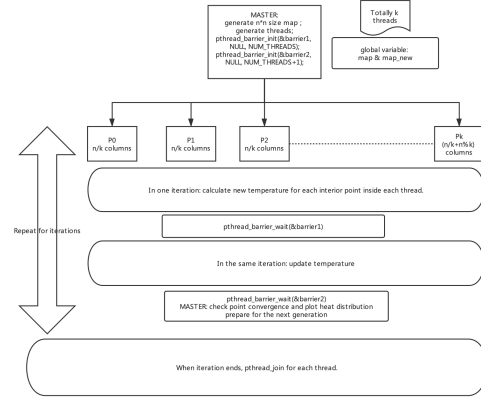 MASTER:
generate n*n size map ;
generate threads;
pthread_barrier_init(&barrier1,
NULL, NUM_THREADS);
pthread_barrier_init(&barrier2,
NULL, NUM_THREADS+1);
Totally k
threads
global variable:
map & map_new
P0
n/k columns
P1
n/k columns
P2
n/k columns
Pk
(n/k+n%k)
columns
In one iteration: calculate new temperature for each interior point inside each thread.
pthread_barrier_wait(&barrier1)
Repeat for iterations
In the same iteration: update temperature
pthread_barrier_wait(&barrier2)
MASTER: check point convergence and plot heat distribution
prepare for the next generation
When iteration ends, pthread_join for each thread.